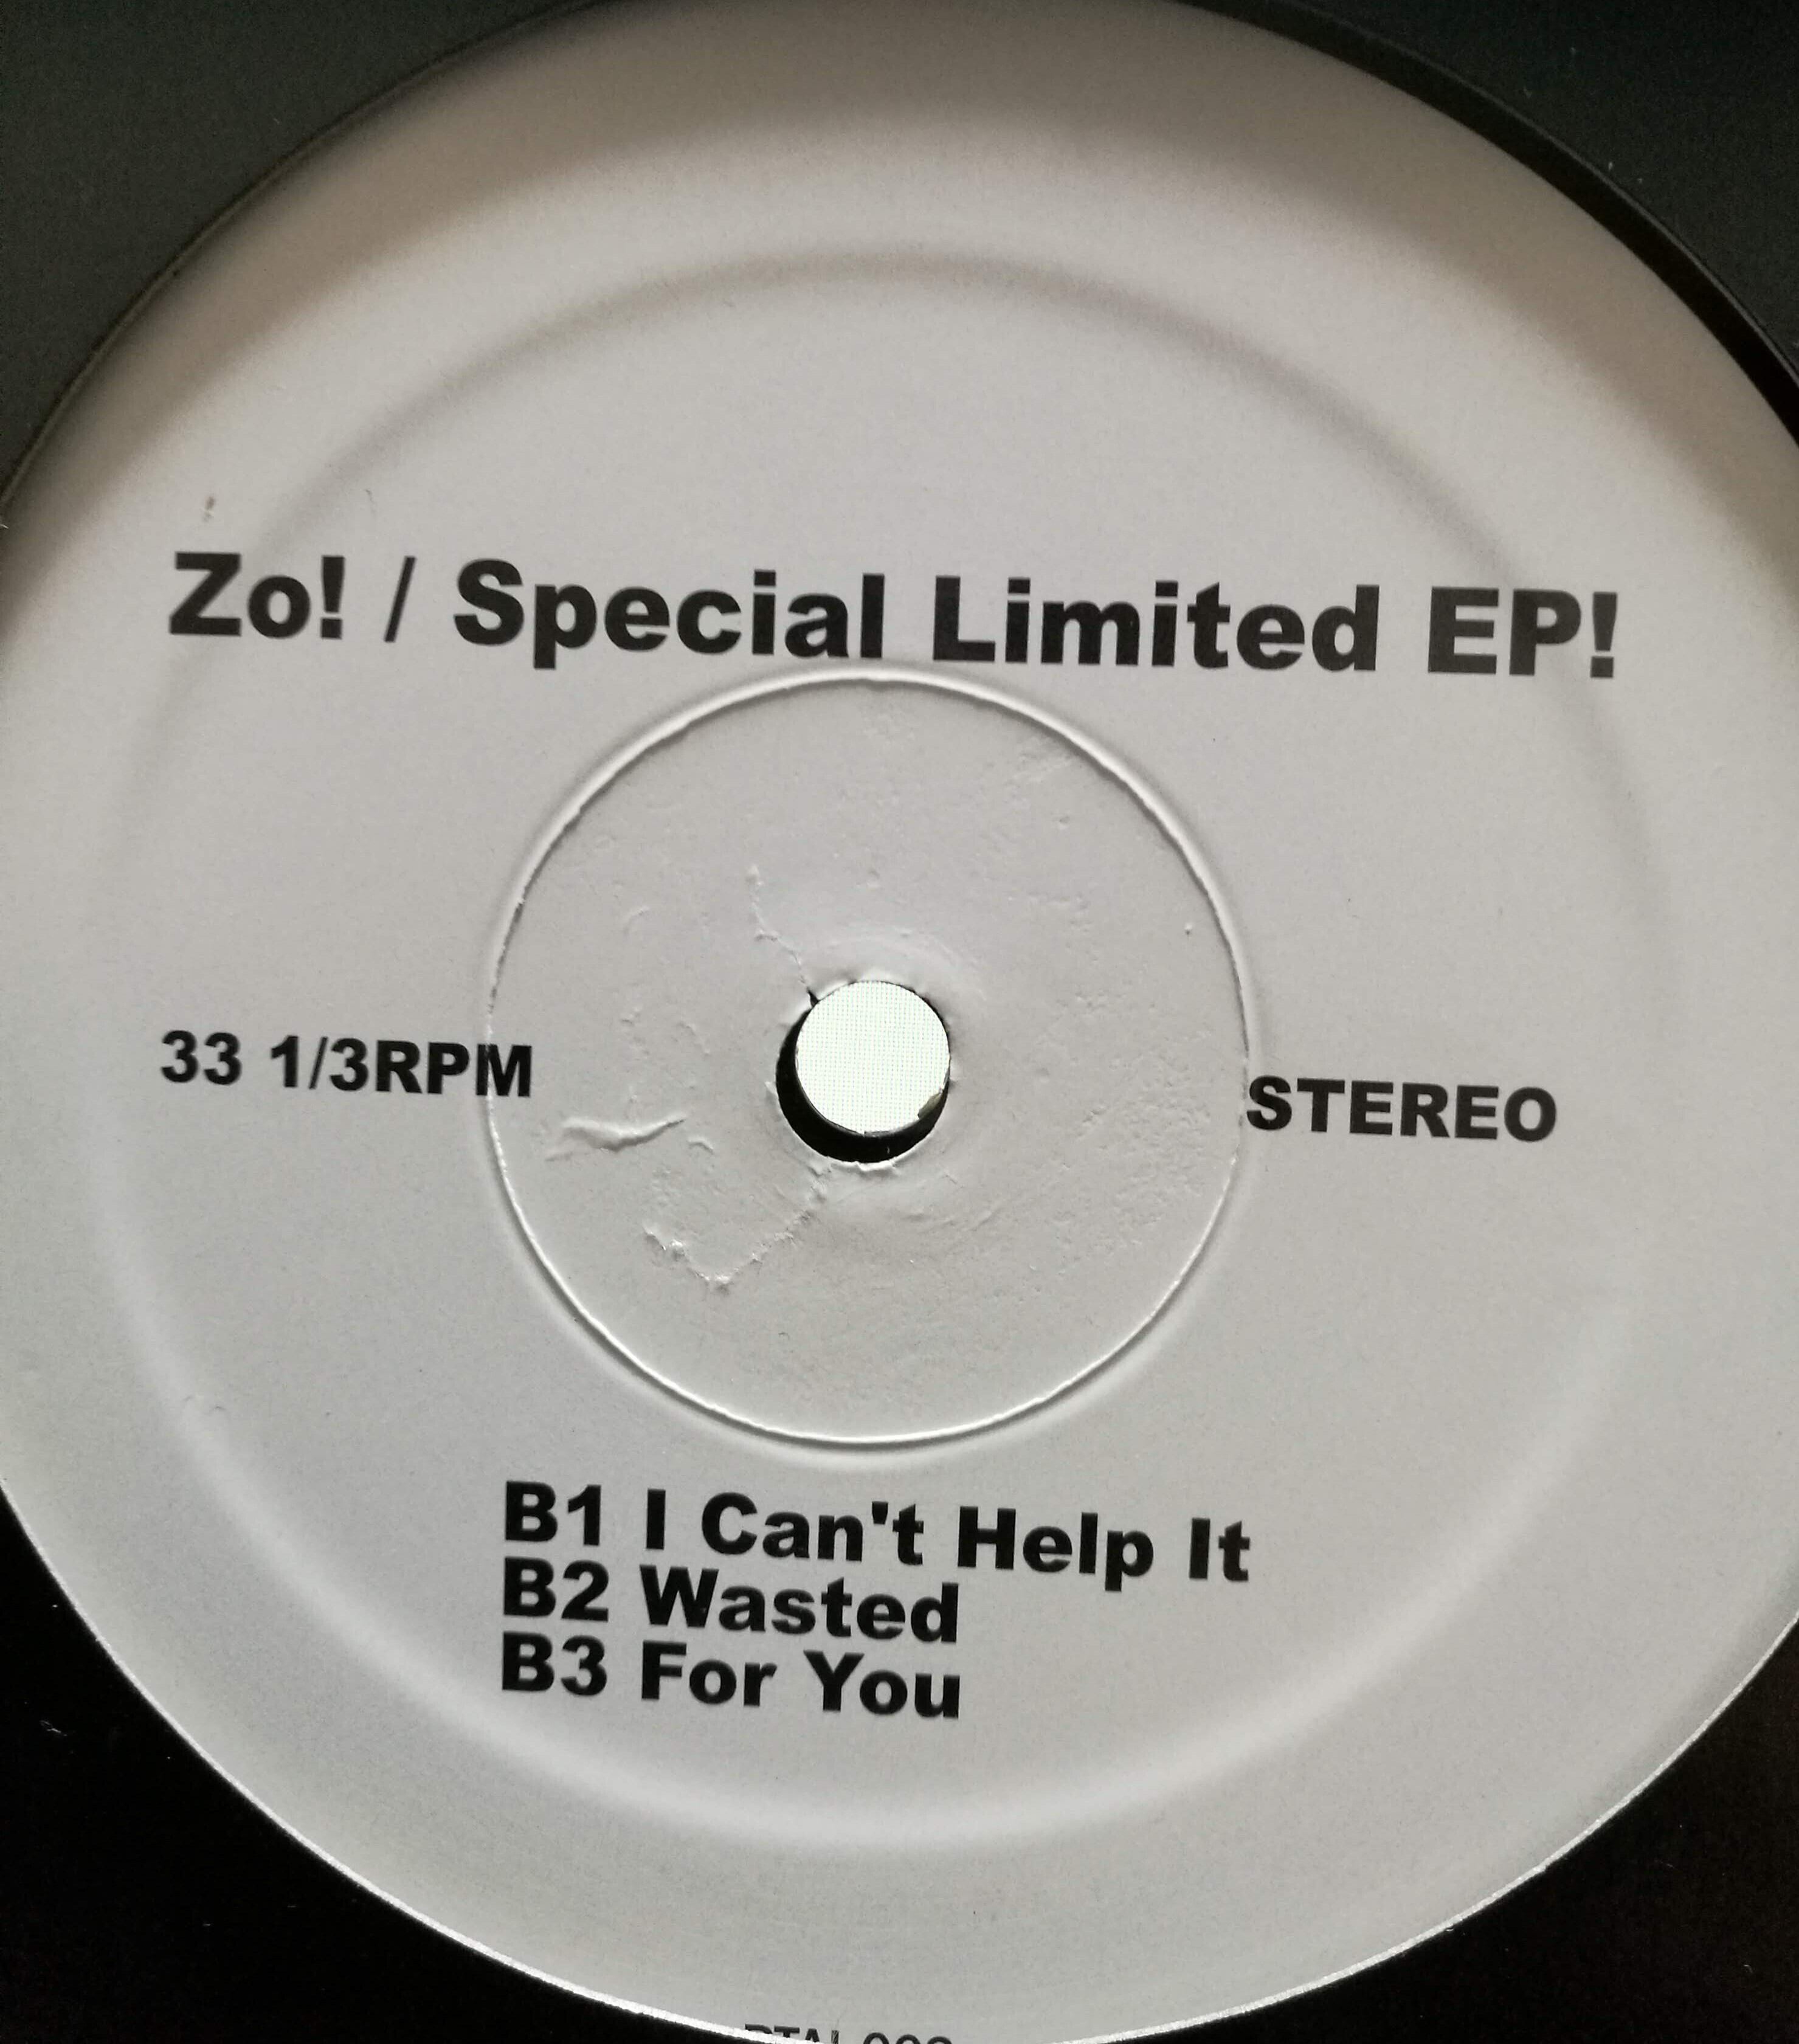 Zo! / Special Limited EP!
33 1/3RPM
STEREO
B1 I Can't Help It
B2 Wasted
B3 For You